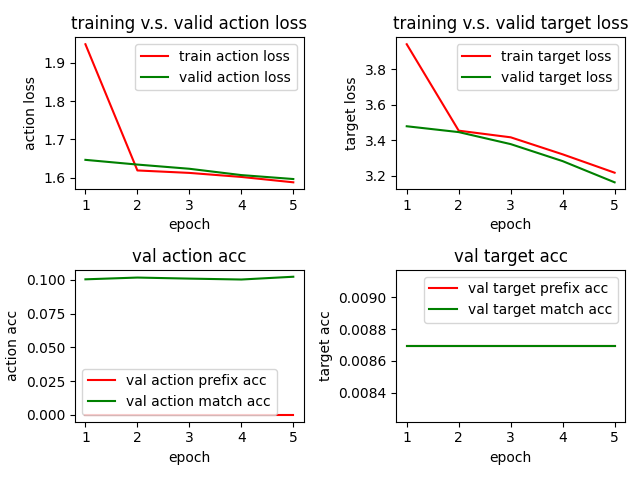 training v.s. valid action loss
train action loss
valid action loss
action loss
1.9
1.8
1.7
1.6
1 2 3 4 5
epoch
training v.s. valid target loss
train target loss
valid target loss
target loss
3.8
3.6
3.4
3.2
1 2 3 4 5
epoch
val action acc
action acc
0.100
0.075
0.050
0.025
0.000
val action prefix acc
val action match acc
1 2 3 4 5
epoch
val target acc
val target prefix acc
val target match acc
target acc
0.0090
0.0088
0.0086
0.0084
1 2 3 4 5
epoch